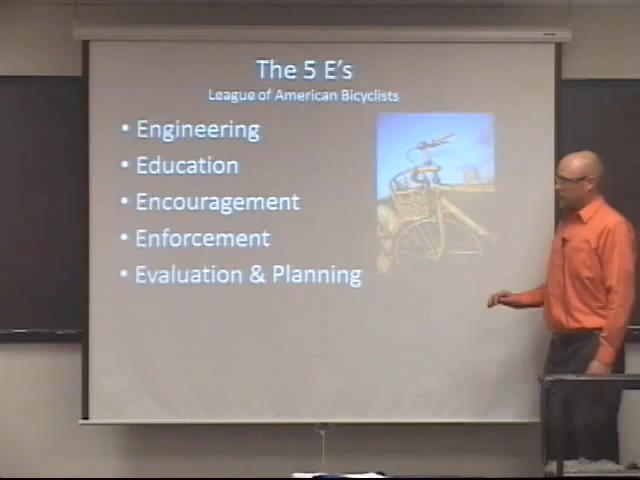 The 5 E's
League of American Bicyclists
• Engineering
• Education
• Encouragement
• Enforcement
• Evaluation & Planning